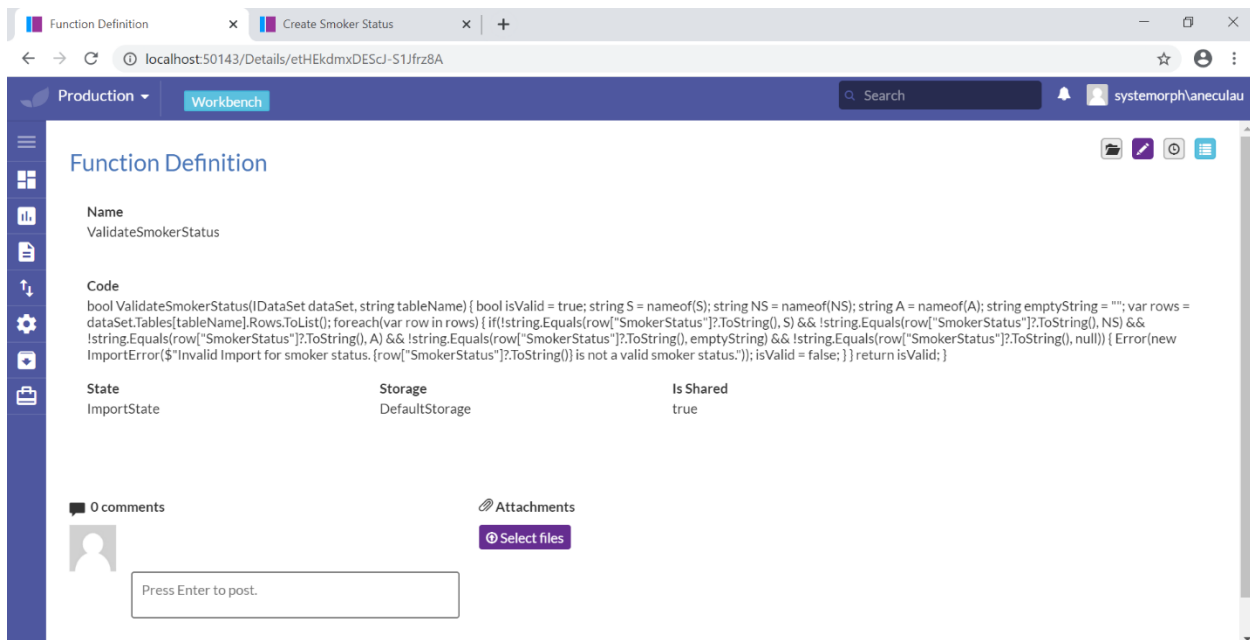 Function Definition
Create Smoker Status
localhost:50143/Details/etHEkdmxDEScJ-S1Jfrz8A
Production
Workbench
Search
systemorph\aneculau
Function Definition
Name
ValidateSmokerStatus
Code
bool ValidateSmokerStatus(IDataSet dataSet, string tableName) { bool isValid = true; string S = nameof(S); string NS = nameof(NS); string A = nameof(A); string emptyString = ""; var rows =
dataSet.Tables[tableName].Rows.ToList(); foreach(var row in rows) { if(!string.Equals(row["SmokerStatus"]?.ToString(), S) && !string.Equals(row["SmokerStatus"]?.ToString(), NS) &&
!string.Equals(row["SmokerStatus"]?.ToString(), A) && !string.Equals(row["SmokerStatus"]?.ToString(), emptyString) && !string.Equals(row["SmokerStatus"]?.ToString(), null)) { Error(new
ImportError($"Invalid Import for smoker status. {row["SmokerStatus"]?.ToString()} is not a valid smoker status.")); isValid = false; } } return isValid; }
State
Storage
Is Shared
ImportState
DefaultStorage
true
0 comments
Attachments
Select files
Press Enter to post.